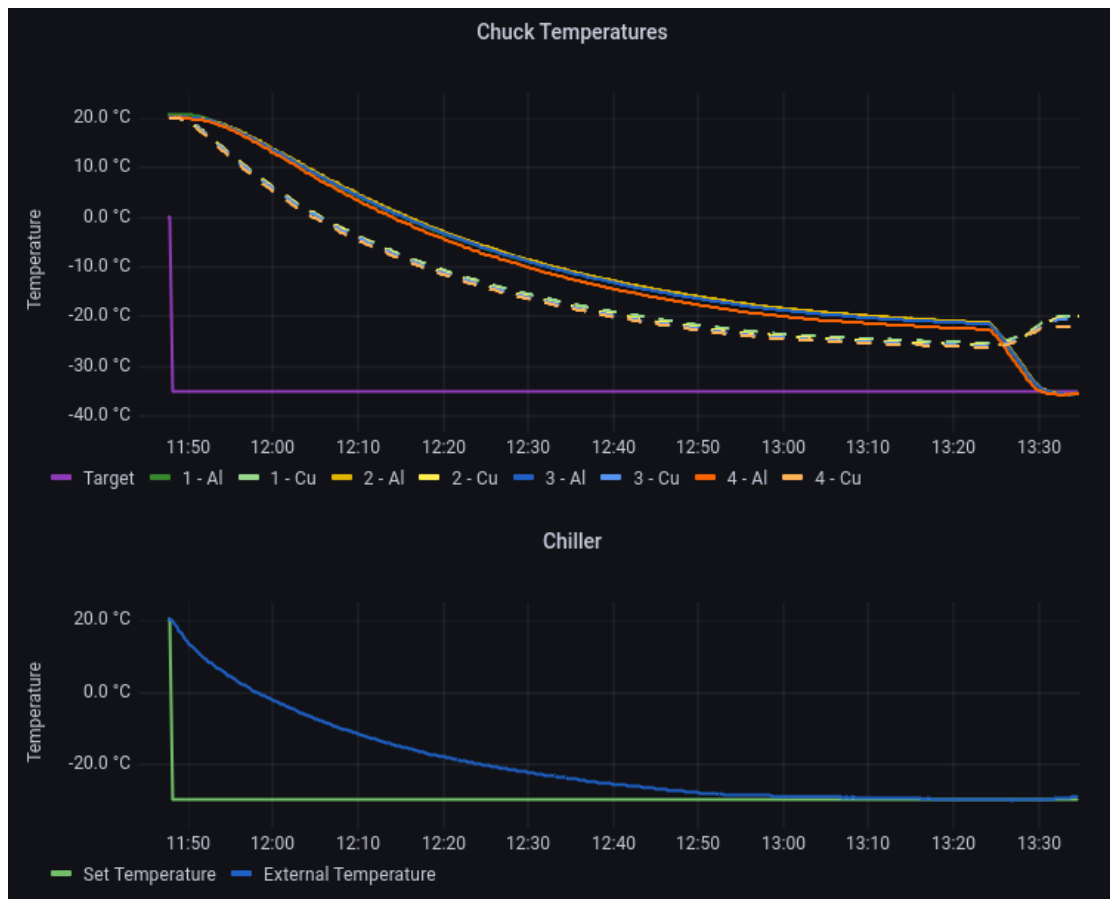 Chuck Temperatures
Temperature
20.0 °C
10.0 °C
0.0 °C
-10.0 °C
-20.0 °C
-30.0 °C
-40.0 °C
11:50 12:00 12:10 12:20 12:30 12:40 12:50 13:00 13:10 13:20 13:30
Target 1 - Al 1 - Cu 2 - Al 2 - Cu 3 - Al 3 - Cu 4 - Al 4 - Cu
Chiller
Temperature
20.0 °C
0.0 °C
-20.0 °C
11:50 12:00 12:10 12:20 12:30 12:40 12:50 13:00 13:10 13:20 13:30
Set Temperature External Temperature